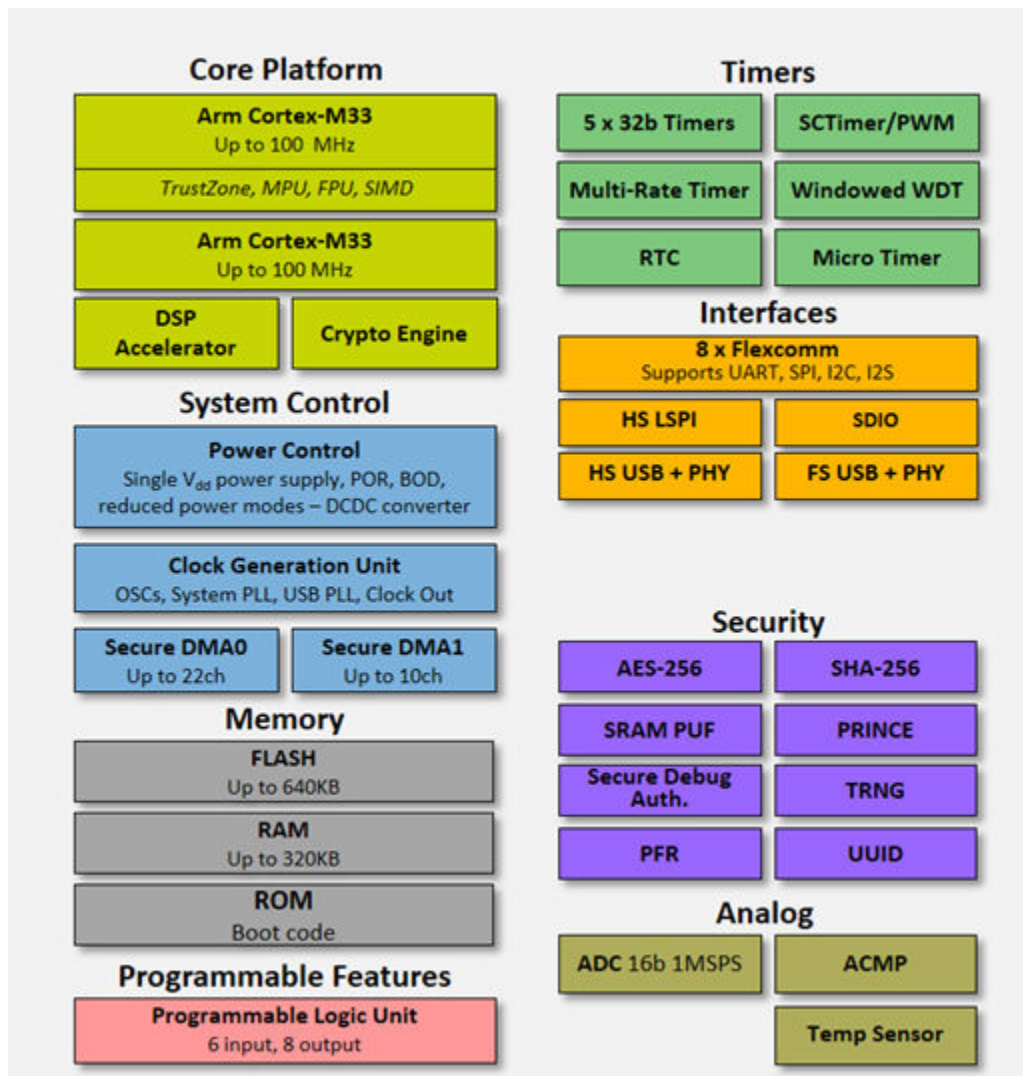 Core Platform
Arm Cortex-M33
Up to 100 MHz
TrustZone, MPU, FPU, SIMD
Arm Cortex-M33
Up to 100 MHz
DSP
Accelerator
Crypto Engine
System Control
Power Control
Single Vdd power supply, POR, BOD,
reduced power modes – DCDC converter
Clock Generation Unit
OSCs, System PLL, USB PLL, Clock Out
Secure DMA0
Up to 22ch
Secure DMA1
Up to 10ch
Memory
FLASH
Up to 640KB
RAM
Up to 320KB
ROM
Boot code
Programmable Features
Programmable Logic Unit
6 input, 8 output
Timers
5 x 32b Timers
SCTimer/PWM
Multi-Rate Timer
Windowed WDT
RTC
Micro Timer
Interfaces
8 x Flexcomm
Supports UART, SPI, I2C, I2S
HS LSPI
SDIO
HS USB + PHY
FS USB + PHY
Security
AES-256
SHA-256
SRAM PUF
PRINCE
Secure Debug
Auth.
TRNG
PFR
UUID
Analog
ADC 16b 1MSPS
ACMP
Temp Sensor